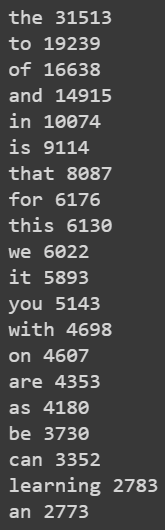 the 31513
to 19239
of 16638
and 14915
in 10074
is 9114
that 8087
for 6176
this 6130
we 6022
it 5893
you 5143
with 4698
on 4607
are 4353
as 4180
be 3730
can 3352
learning 2783
an 2773